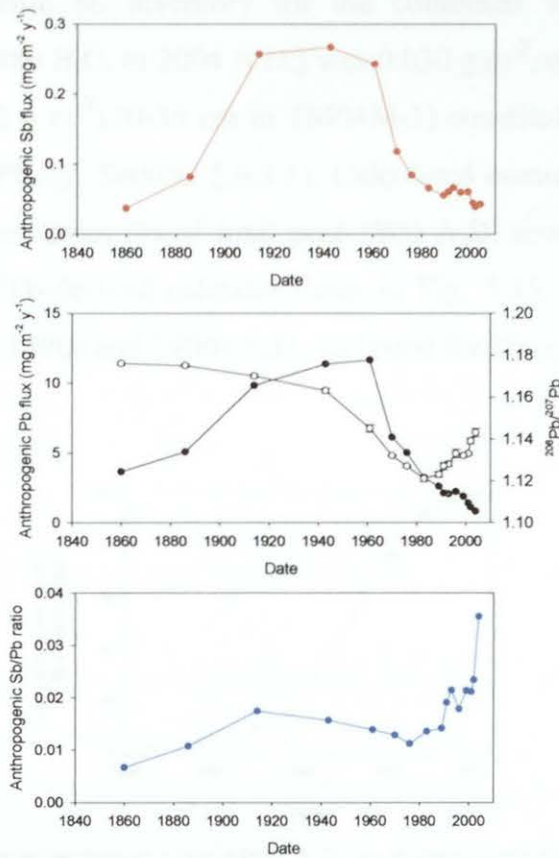 Anthropogenic Sb flux (mg m⁻² y⁻¹)
0.3
0.2
0.1
0.0
1840 1860 1880 1900 1920 1940 1960 1980 2000
Date
Anthropogenic Pb flux (mg m⁻² y⁻¹)
15
10
5
0
1.20
1.18
1.16
1.14
1.12
1.10
²⁰⁶Pb/²⁰⁷Pb
1840 1860 1880 1900 1920 1940 1960 1980 2000
Date
Anthropogenic Sb/Pb ratio
0.04
0.03
0.02
0.01
0.00
1840 1860 1880 1900 1920 1940 1960 1980 2000
Date